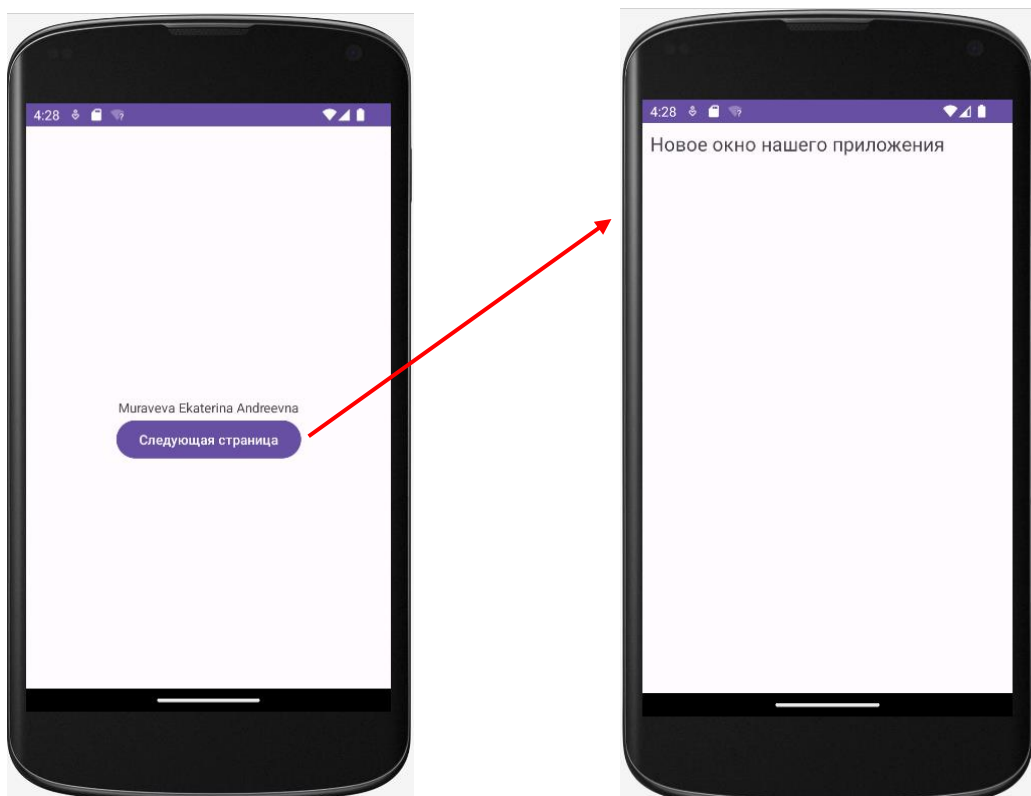 4:28
Muraveva Ekaterina Andreevna
Следующая страница
4:28
Новое окно нашего приложения